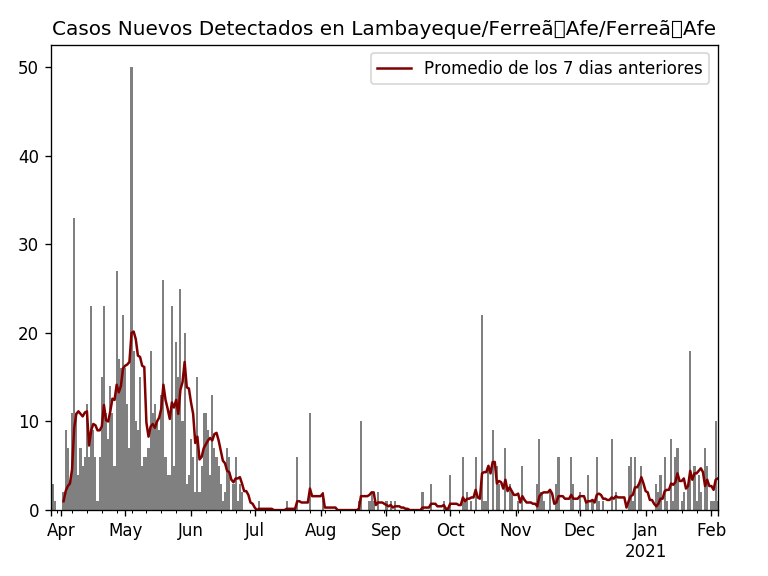 Casos Nuevos Detectados en Lambayeque/Ferreã▯Afe/Ferreã▯Afe
Promedio de los 7 dias anteriores
50
40
30
20
10
0
Apr May Jun Jul Aug Sep Oct Nov Dec Jan Feb
2021